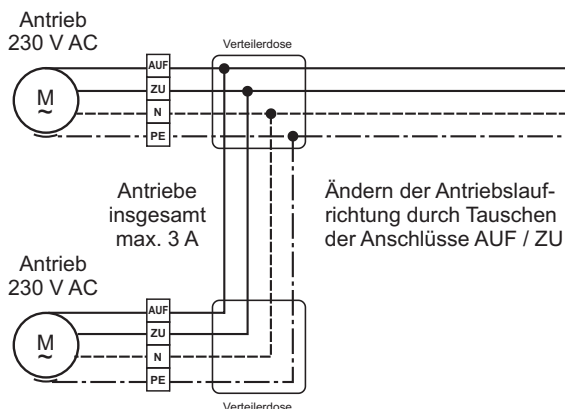 Antrieb
230 V AC
Verteilerdose
M
~
AUF
ZU
N
PE
Antriebe
insgesamt
max. 3 A
Ändern der Antriebslauf-
richtung durch Tauschen
der Anschlüsse AUF / ZU
Antrieb
230 V AC
M
~
AUF
ZU
N
PE
Verteilerdose